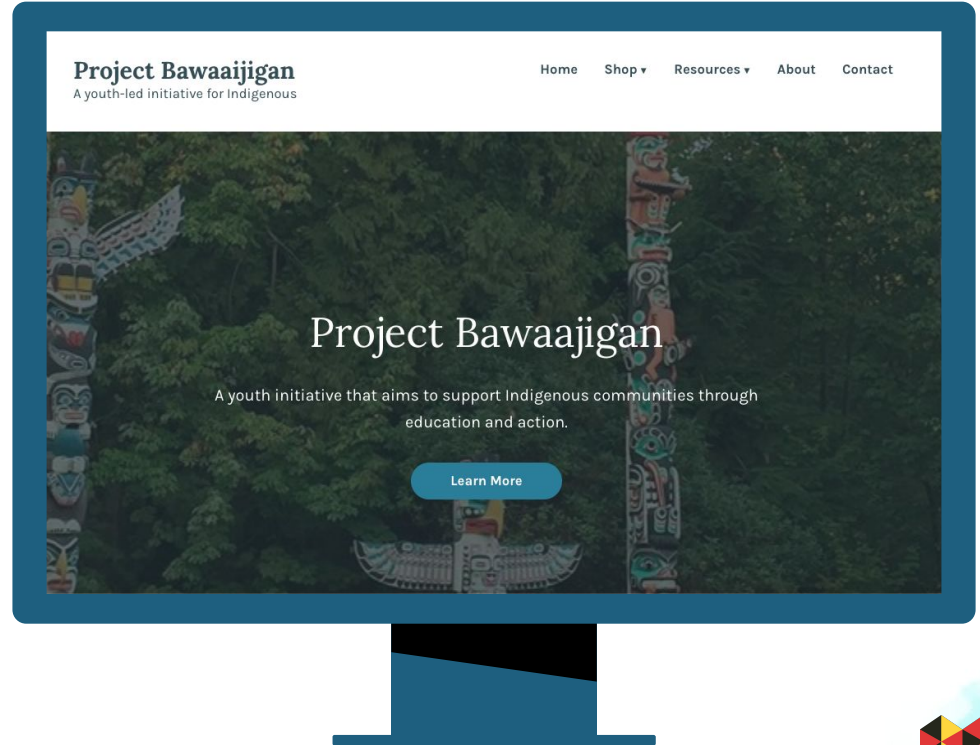 Project Bawaaijigan
A youth-led initiative for Indigenous
Home Shop ▾ Resources ▾ About Contact
Project Bawaajigan
A youth initiative that aims to support Indigenous communities through
education and action.
Learn More